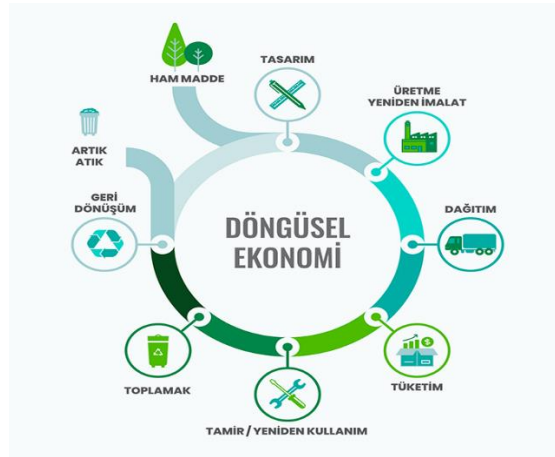 HAM MADDE
TASARIM
ÜRETME
YENİDEN İMALAT
DAĞITIM
TÜKETİM
TAMİR / YENİDEN KULLANIM
TOPLAMAK
GERİ
DÖNÜŞÜM
ARTIK
ATIK
DÖNGÜSEL
EKONOMİ